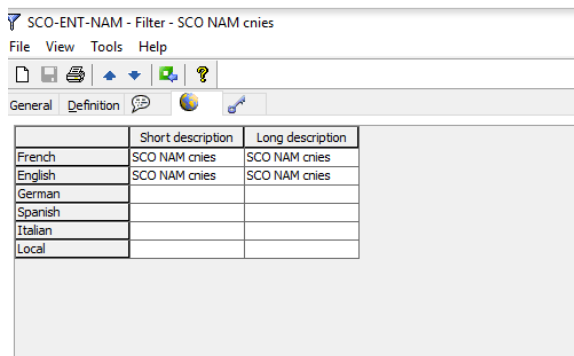 SCO-ENT-NAM - Filter - SCO NAM cnies
File View Tools Help
General Definition
Short description Long description
French SCO NAM cnies SCO NAM cnies
English SCO NAM cnies SCO NAM cnies
German
Spanish
Italian
Local